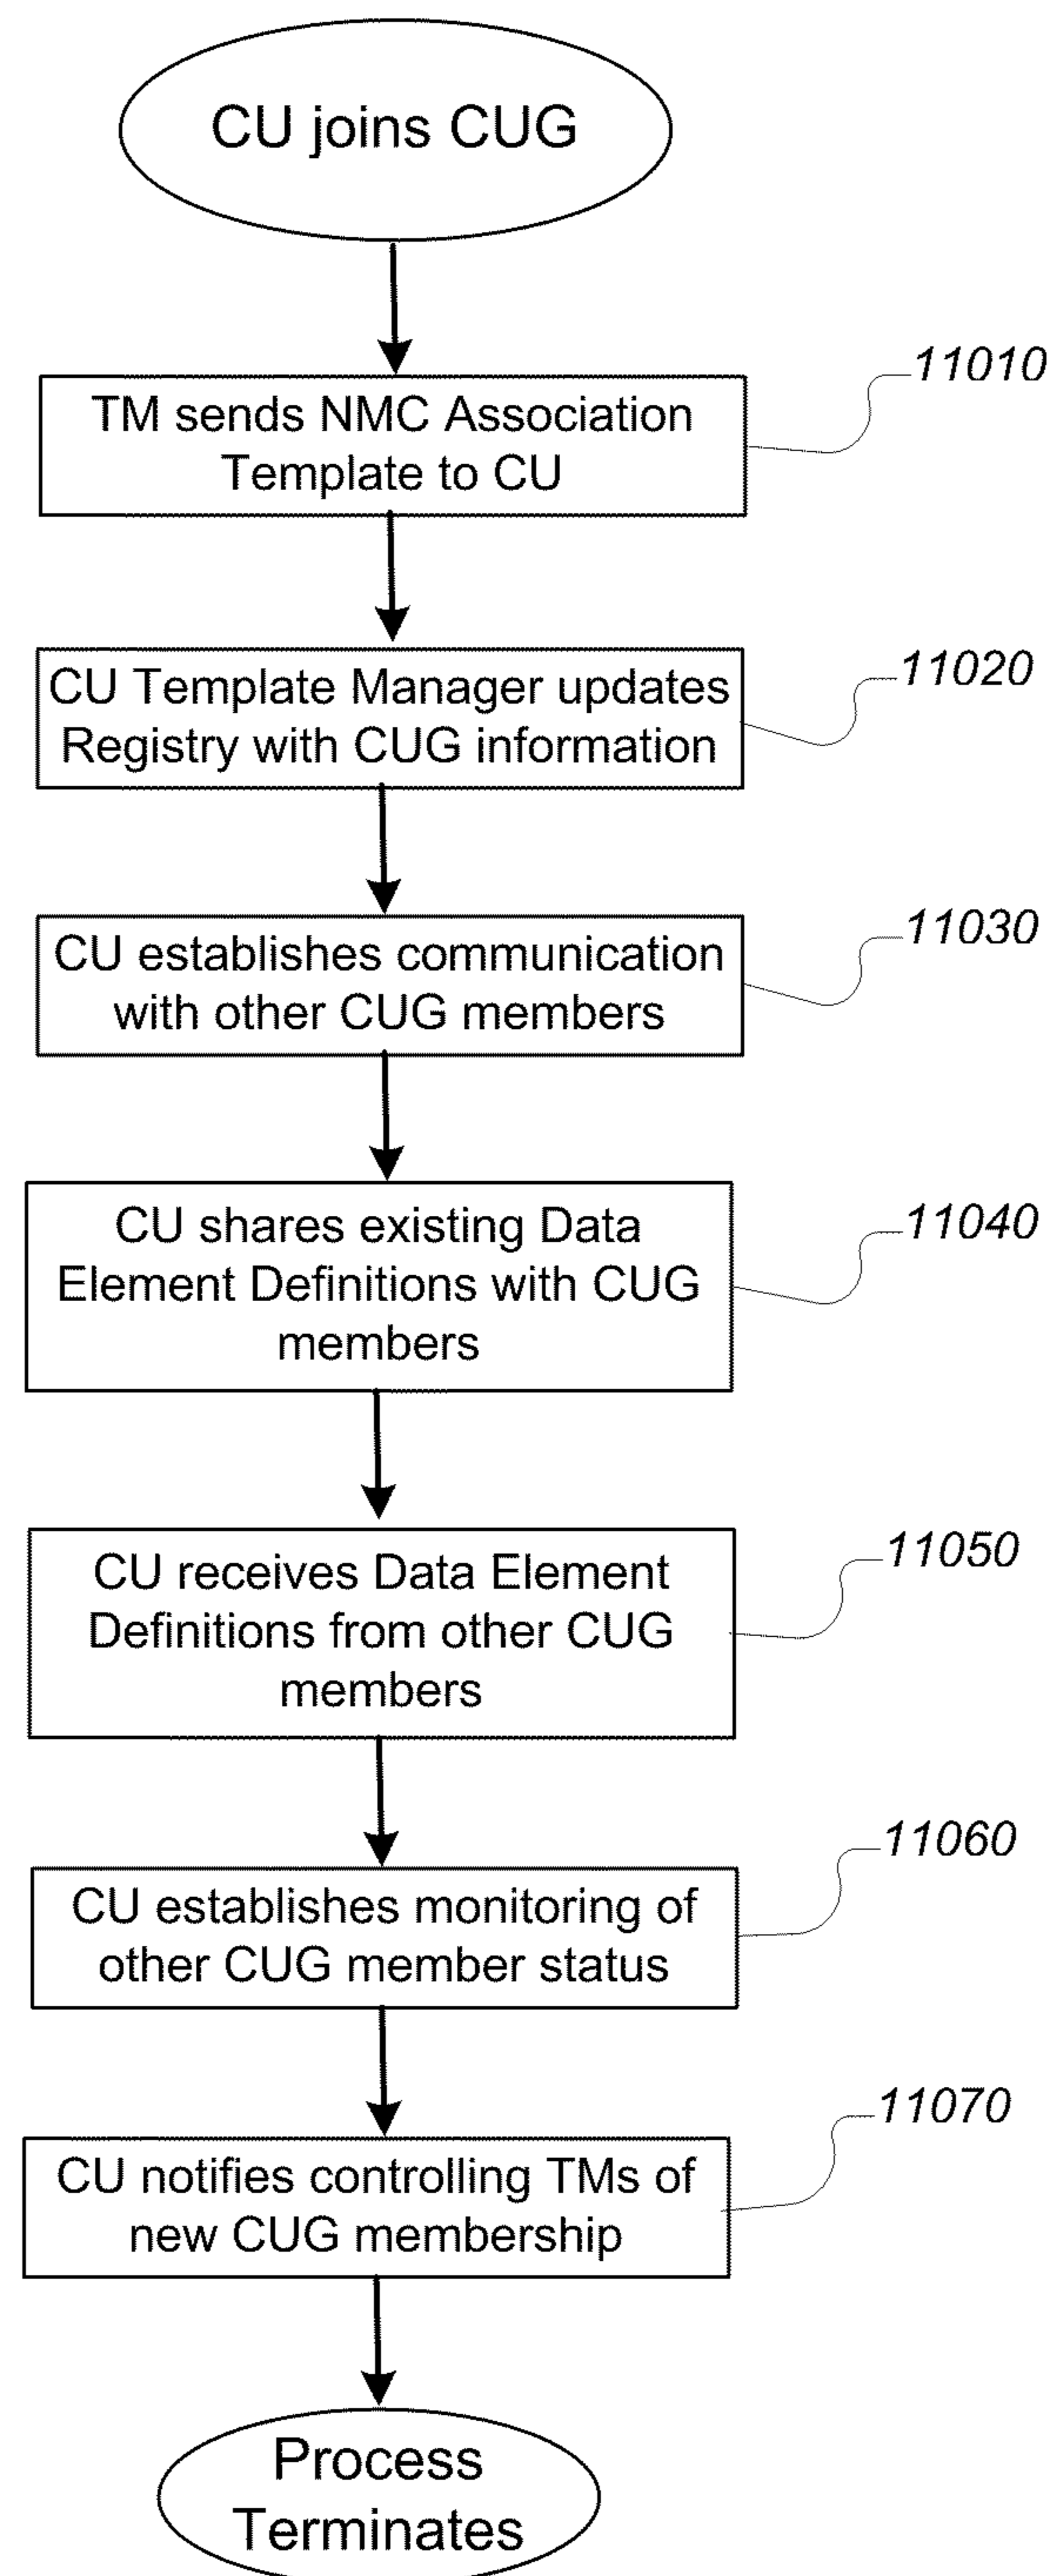 CU joins CUG
11010
TM sends NMC Association
Template to CU
11020
CU Template Manager updates
Registry with CUG information
11030
CU establishes communication
with other CUG members
11040
CU shares existing Data
Element Definitions with CUG
members
11050
CU receives Data Element
Definitions from other CUG
members
11060
CU establishes monitoring of
other CUG member status
11070
CU notifies controlling TMs of
new CUG membership
Process
Terminates